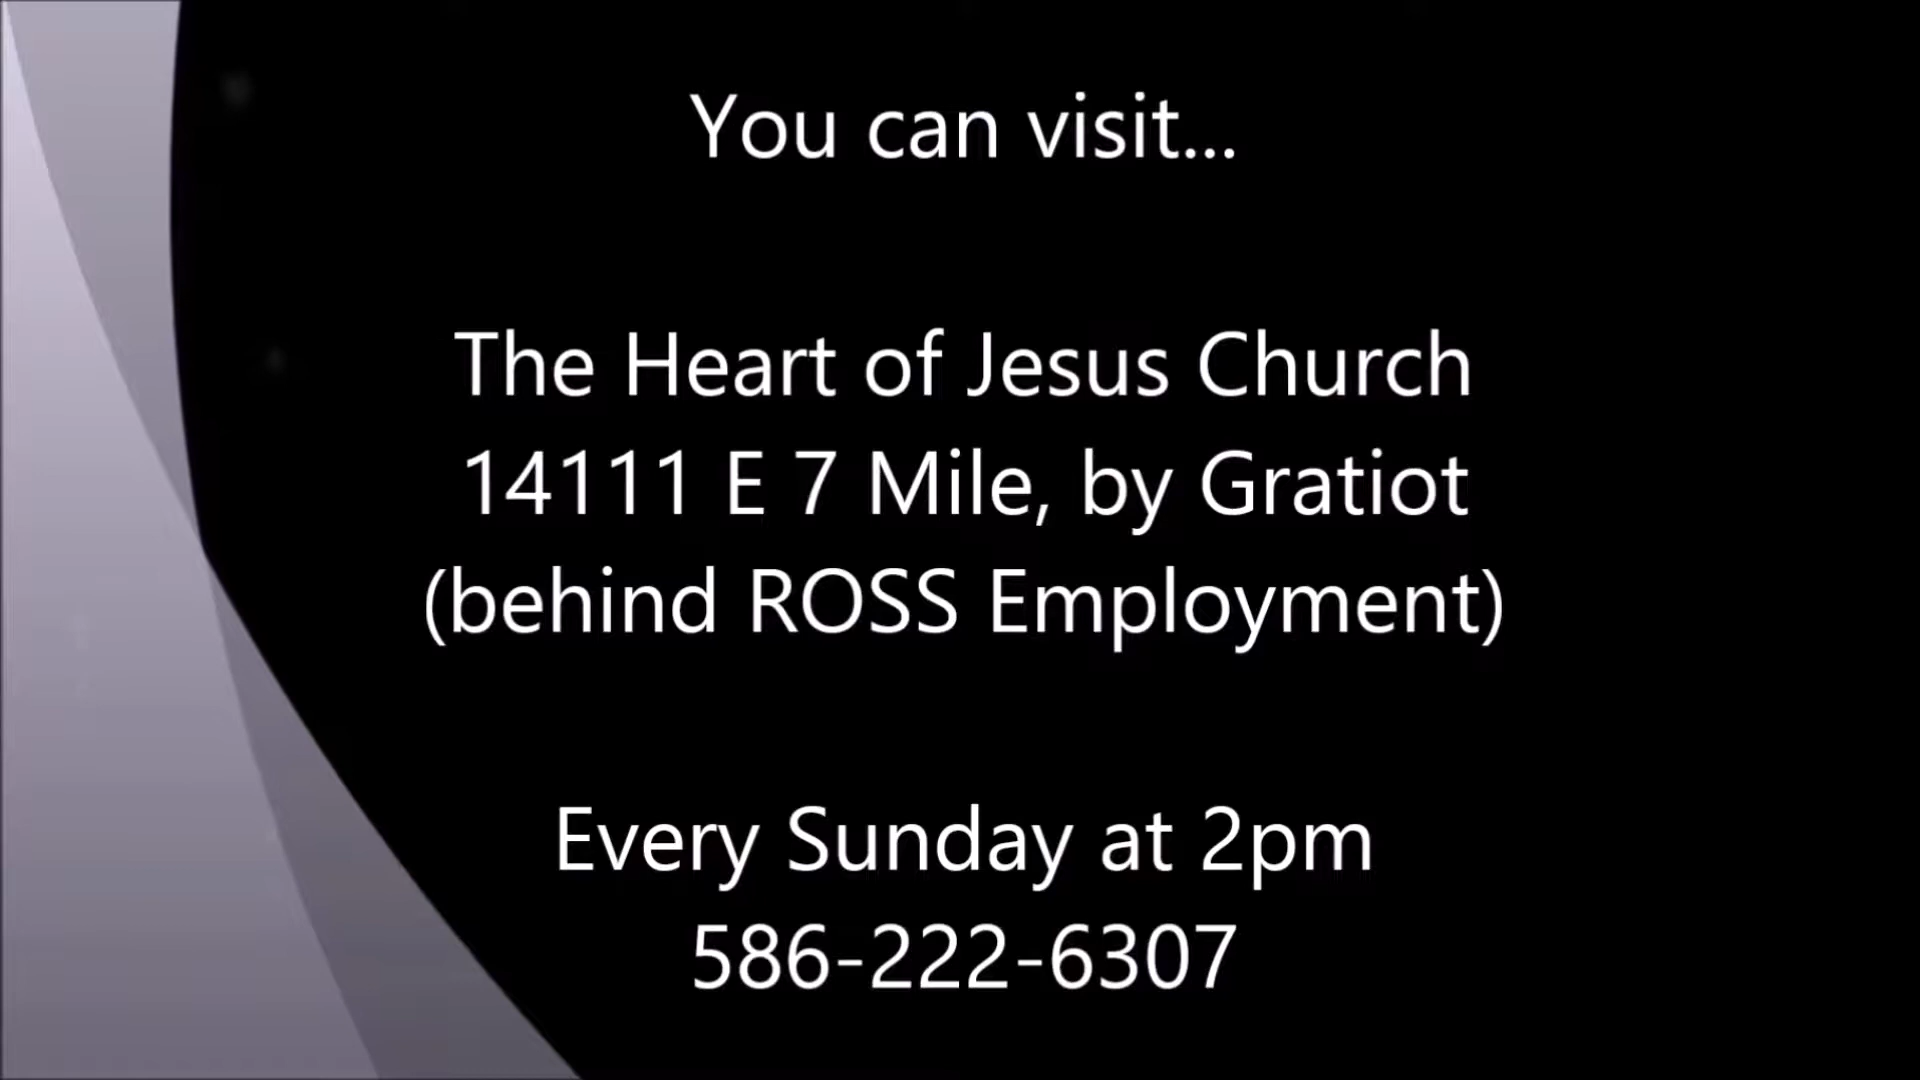 You can visit...
The Heart of Jesus Church
14111 E 7 Mile, by Gratiot
(behind ROSS Employment)
Every Sunday at 2pm
586-222-6307